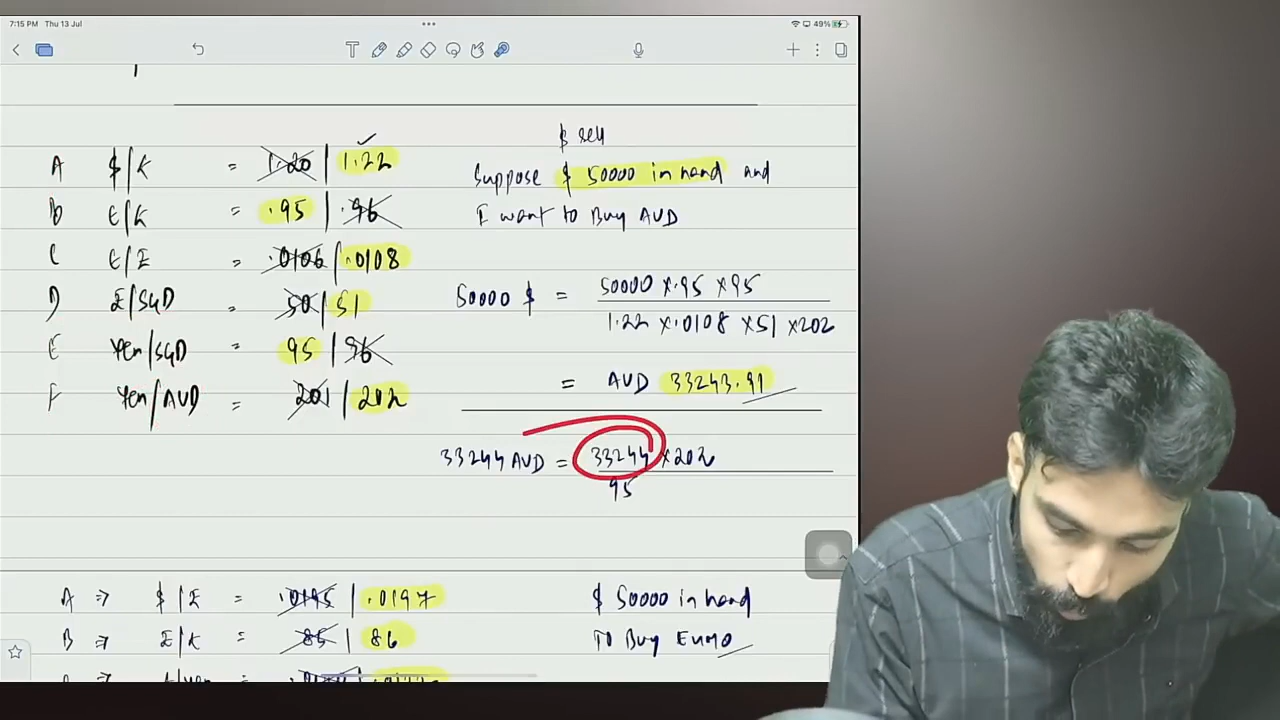 7:15 PM Thu 13 Jul
49%
A $/K = 1.20 | 1.22
B €/K = .95 | .96
C €/£ = .0106 | .0108
D £/SGD = 50 | 51
E Yen/SGD = 95 | 96
F Yen/AUD = 201 | 202
$ sell
Suppose $ 50000 in hand and
I want to Buy AUD
50000 $ = 50000 x .95 x 95
1.22 x .0108 x 51 x 202
= AUD 33243.91
33244 AUD = 33244 x 202
95
A ⇒ $/£ = .0195 | .0197
B ⇒ £/K = 85 | 86
$ 50000 in hand
To Buy EURO